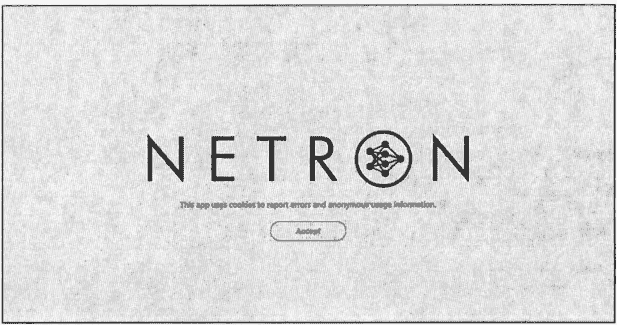 NETRON
This app uses cookies to report errors and anonymous usage information.
Accept